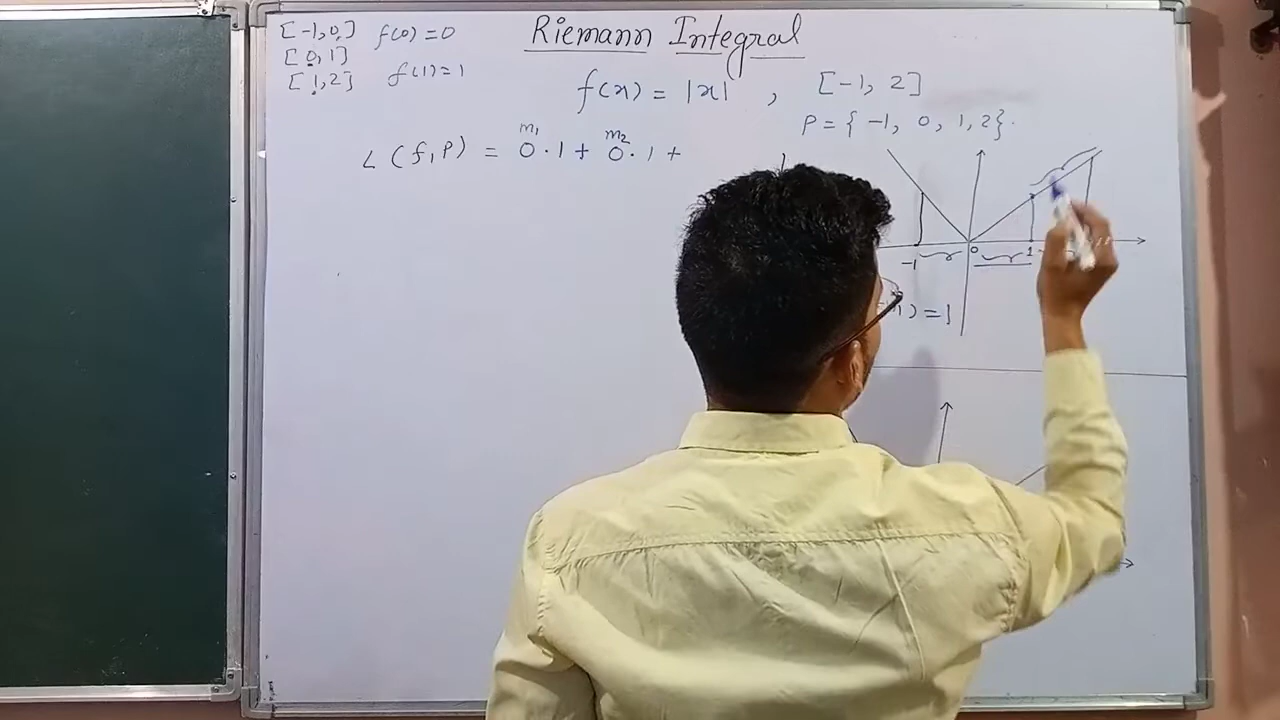 [-1,0] f(0)=0
[0,1]
[1,2] f(1)=1
Riemann Integral
f(x) = |x| , [-1, 2]
P = { -1, 0, 1, 2}.
m₁ m₂
L (f, P) = 0.1 + 0.1 +
-1 0 1
) = 1